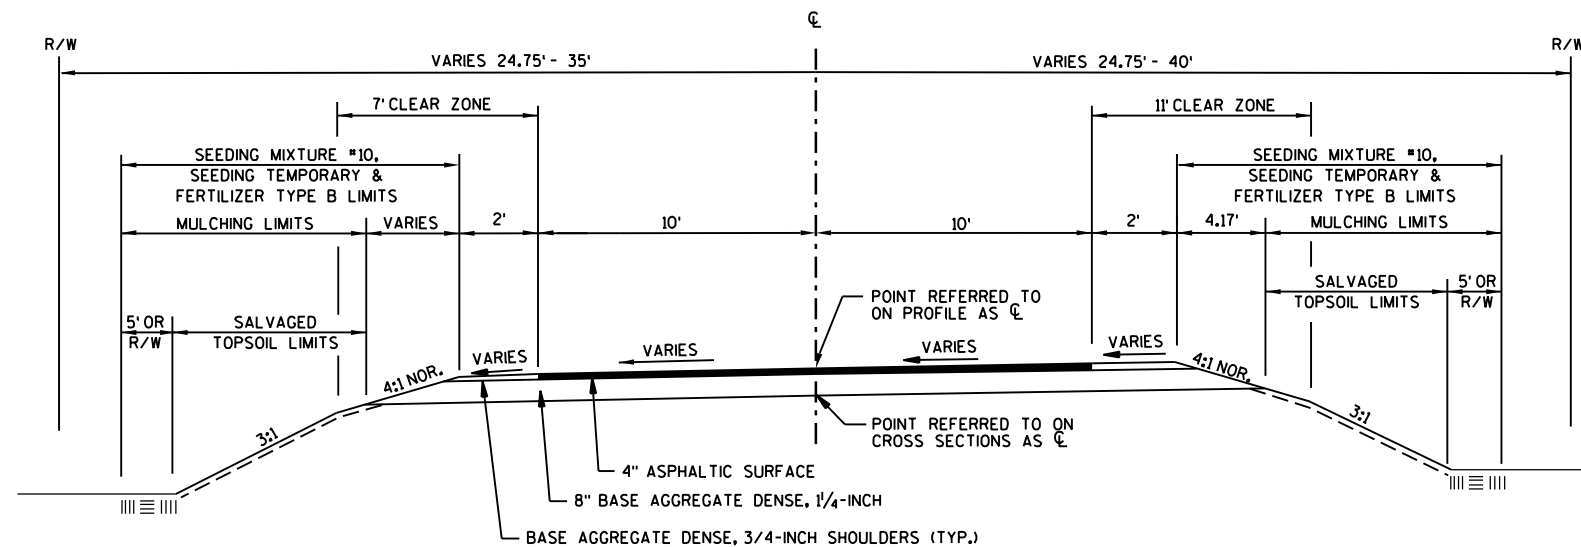 ℄
R/W
R/W
VARIES 24.75' - 35'
VARIES 24.75' - 40'
7' CLEAR ZONE
11' CLEAR ZONE
SEEDING MIXTURE #10,
SEEDING TEMPORARY &
FERTILIZER TYPE B LIMITS
SEEDING MIXTURE #10,
SEEDING TEMPORARY &
FERTILIZER TYPE B LIMITS
MULCHING LIMITS
VARIES
2'
10'
10'
2'
4.17'
MULCHING LIMITS
5' OR
R/W
SALVAGED
TOPSOIL LIMITS
SALVAGED
TOPSOIL LIMITS
5' OR
R/W
POINT REFERRED TO
ON PROFILE AS ℄
VARIES
VARIES
VARIES
VARIES
4:1 NOR.
4:1 NOR.
3:1
3:1
POINT REFERRED TO ON
CROSS SECTIONS AS ℄
4" ASPHALTIC SURFACE
8" BASE AGGREGATE DENSE, 1 1/4-INCH
BASE AGGREGATE DENSE, 3/4-INCH SHOULDERS (TYP.)